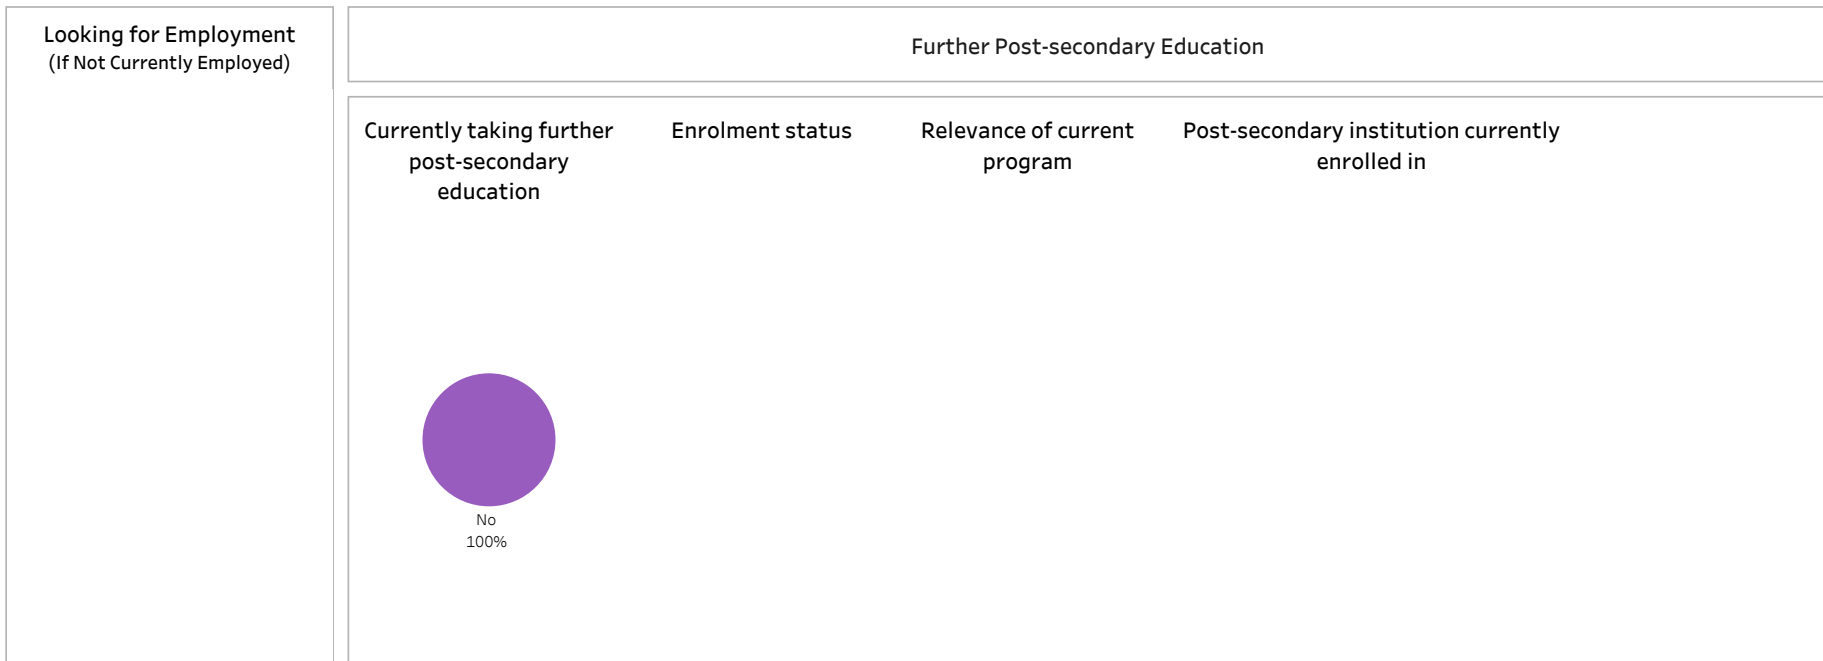 Looking for Employment
(If Not Currently Employed)
Further Post-secondary Education
Currently taking further
post-secondary
education
Enrolment status
Relevance of current
program
Post-secondary institution currently
enrolled in
No
100%